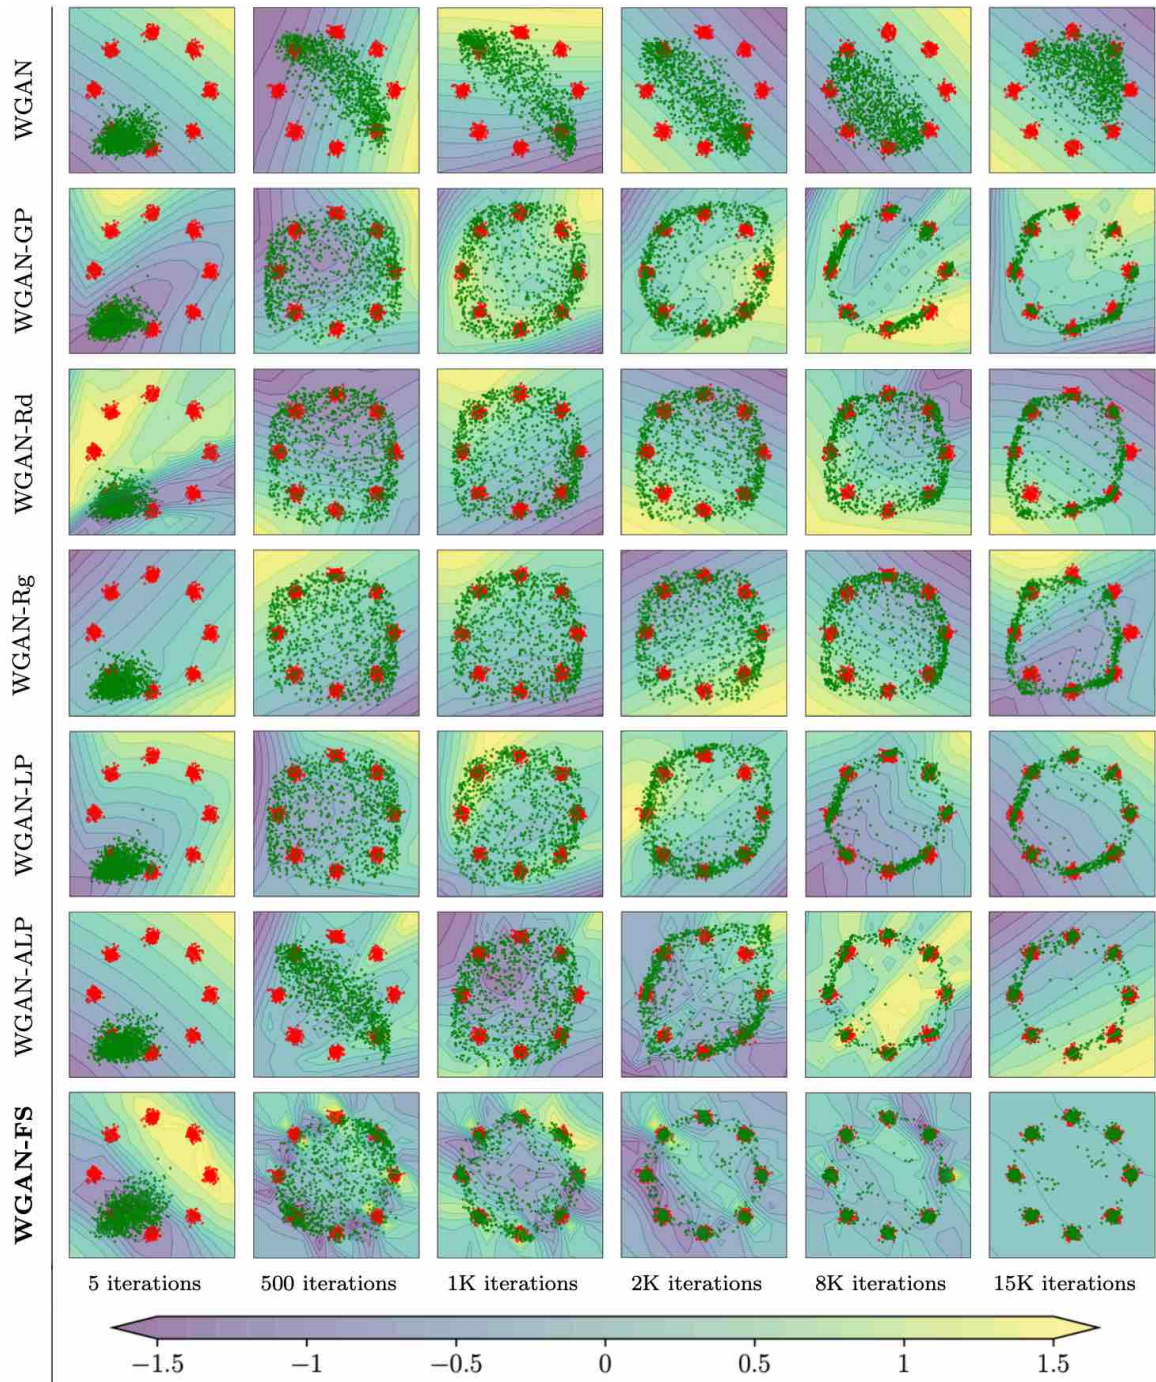 WGAN
WGAN-GP
WGAN-Rd
WGAN-Rg
WGAN-LP
WGAN-ALP
WGAN-FS
5 iterations 500 iterations 1K iterations 2K iterations 8K iterations 15K iterations
−1.5 −1 −0.5 0 0.5 1 1.5